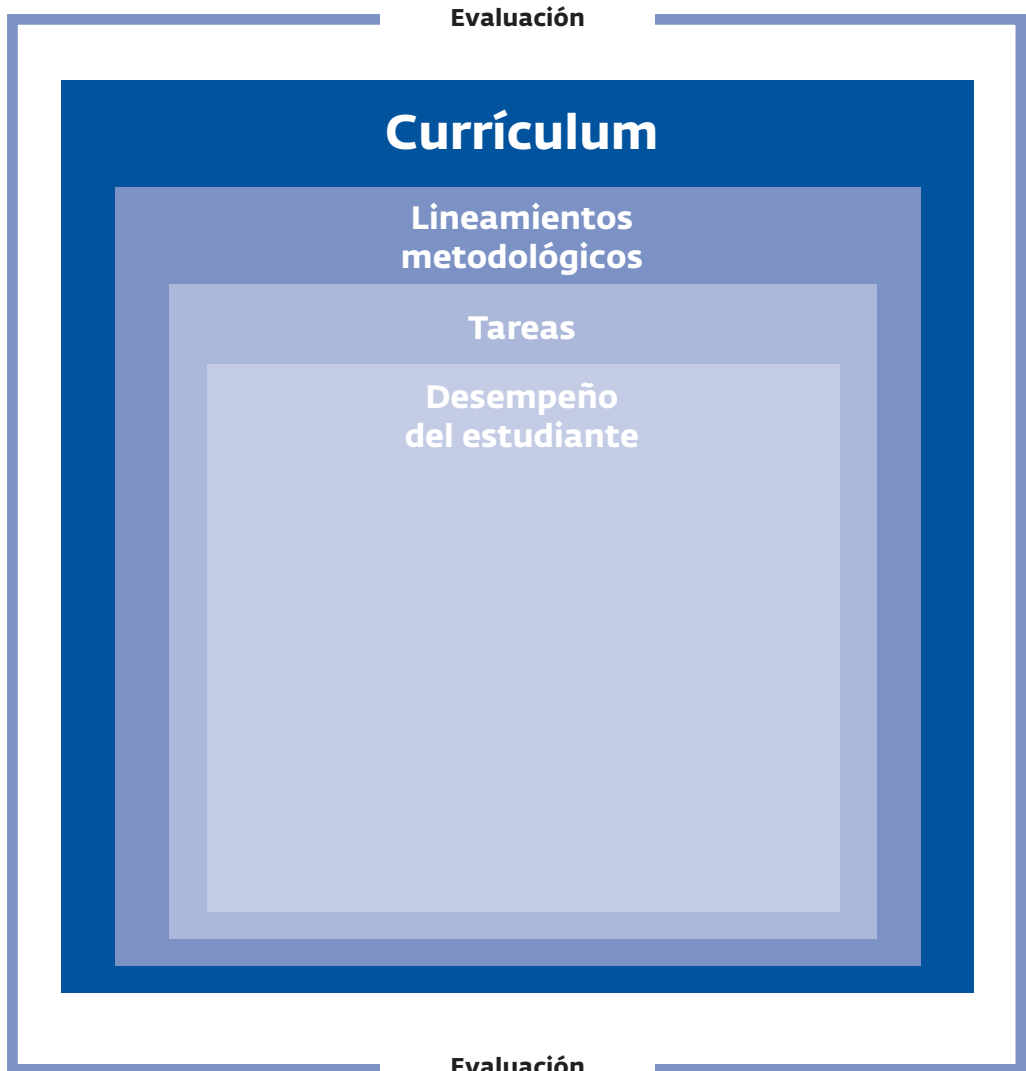 Evaluación
Currículum
Lineamientos
metodológicos
Tareas
Desempeño
del estudiante
Evaluación